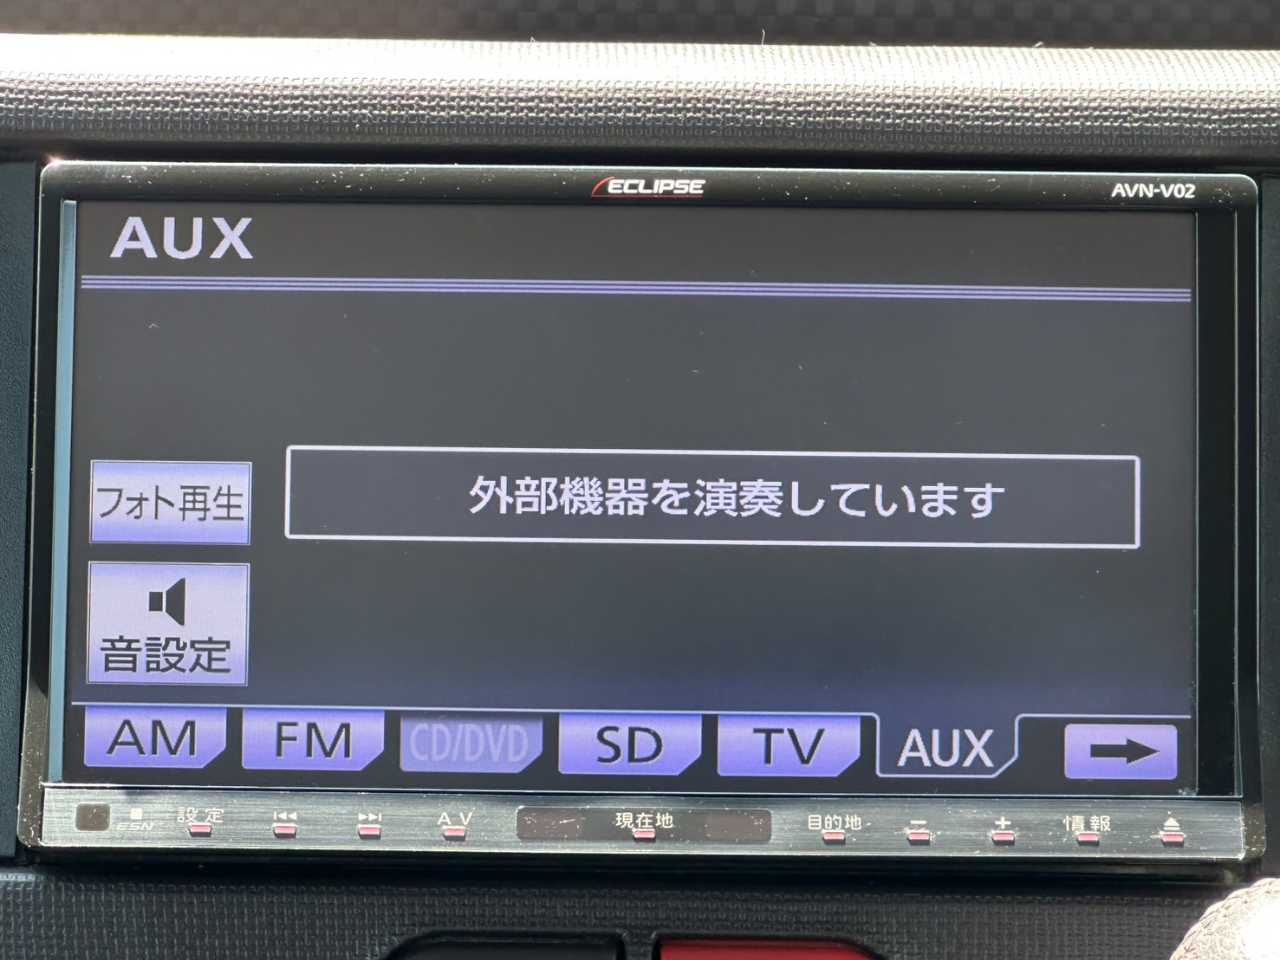 ECLIPSE
AVN-V02
AUX
フォト再生
外部機器を演奏しています
音設定
AM FM CD/DVD SD TV AUX
ESN 設定 AV 現在地 目的地 − + 情報